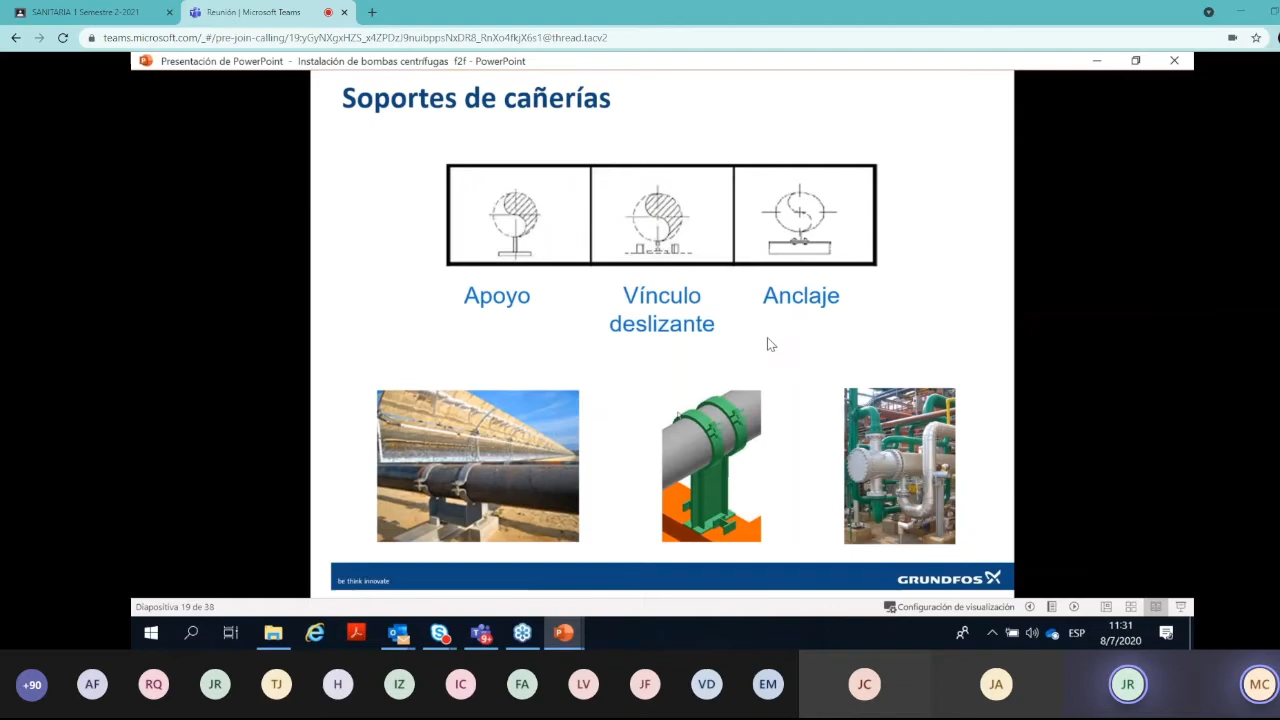 SANITARIA 1 Semestre 2-2021
Reunión | Microsoft Teams
teams.microsoft.com/_#/pre-join-calling/19:yGyNXgxHZS_x4ZPDzJ9nuibppsNxDR8_RnXo4fkjX6s1@thread.tacv2
Presentación de PowerPoint - Instalación de bombas centrífugas f2f - PowerPoint
Soportes de cañerías
Apoyo
Vínculo
deslizante
Anclaje
be think innovate
GRUNDFOS
Diapositiva 19 de 38
Configuración de visualización
9+
ESP
11:31
8/7/2020
+90
AF
RQ
JR
TJ
H
IZ
IC
FA
LV
JF
VD
EM
JC
JA
JR
MC